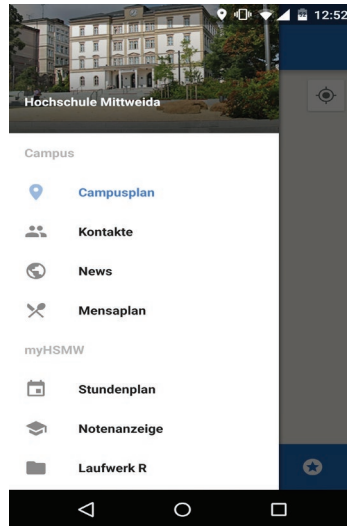 12:52
Hochschule Mittweida
Campus
Campusplan
Kontakte
News
Mensaplan
myHSMW
Stundenplan
Notenanzeige
Laufwerk R